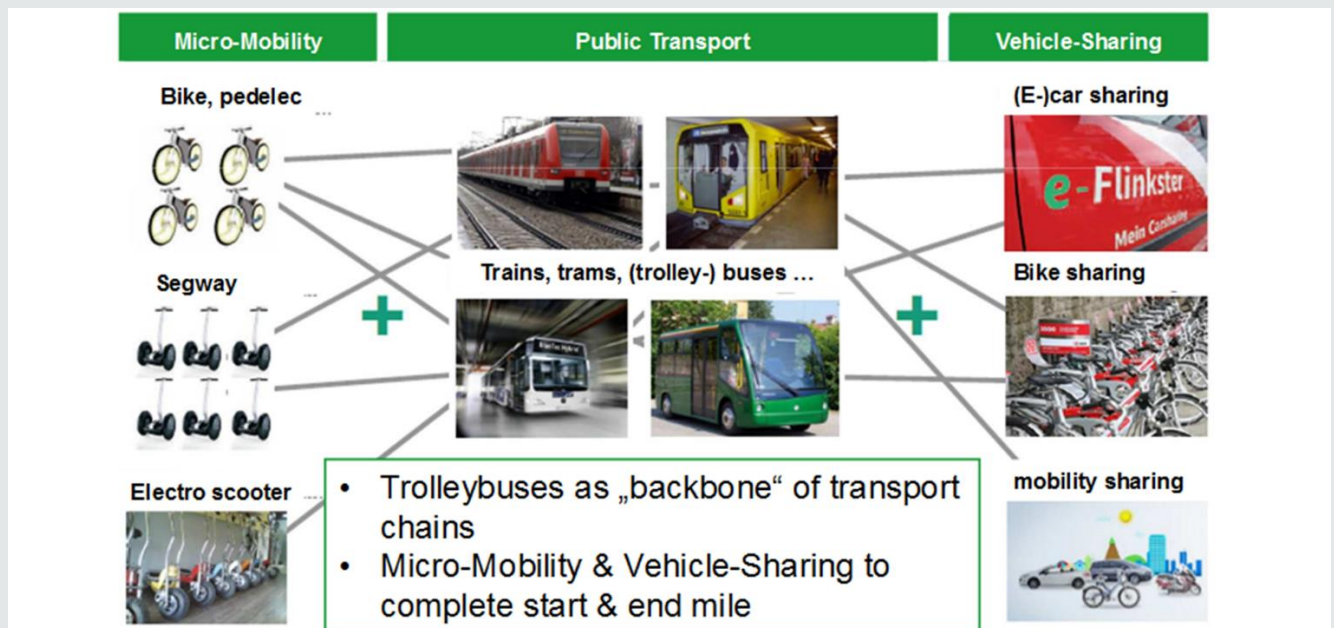 Micro-Mobility
Public Transport
Vehicle-Sharing
Bike, pedelec
...
(E-)car sharing
e-Flinkster
Mein Carsharing
Trains, trams, (trolley-) buses ...
Segway
...
Bike sharing
Electro scooter ....
mobility sharing
• Trolleybuses as „backbone“ of transport
chains
• Micro-Mobility & Vehicle-Sharing to
complete start & end mile